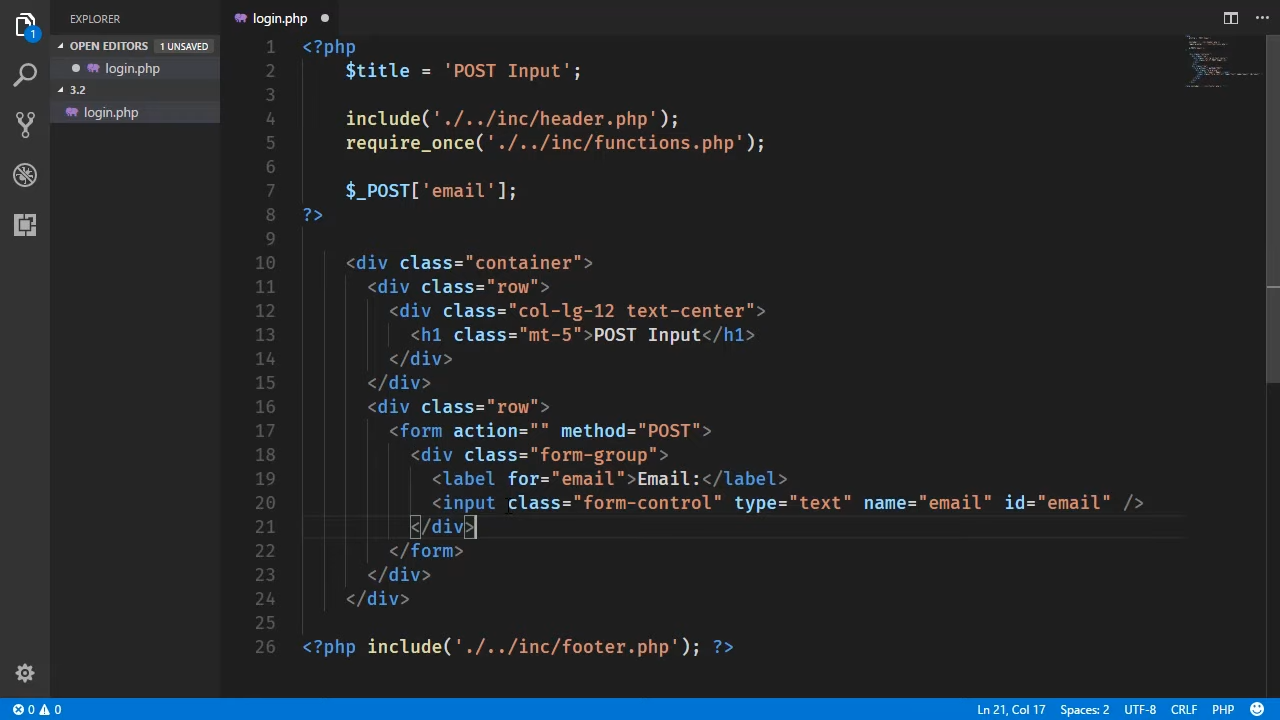 EXPLORER
OPEN EDITORS 1 UNSAVED
login.php
3.2
login.php
1
login.php
1 <?php
2 $title = 'POST Input';
3
4 include('./../inc/header.php');
5 require_once('./../inc/functions.php');
6
7 $_POST['email'];
8 ?>
9
10 <div class="container">
11 <div class="row">
12 <div class="col-lg-12 text-center">
13 <h1 class="mt-5">POST Input</h1>
14 </div>
15 </div>
16 <div class="row">
17 <form action="" method="POST">
18 <div class="form-group">
19 <label for="email">Email:</label>
20 <input class="form-control" type="text" name="email" id="email" />
21 </div>
22 </form>
23 </div>
24 </div>
25
26 <?php include('./../inc/footer.php'); ?>
0 0 Ln 21, Col 17 Spaces: 2 UTF-8 CRLF PHP